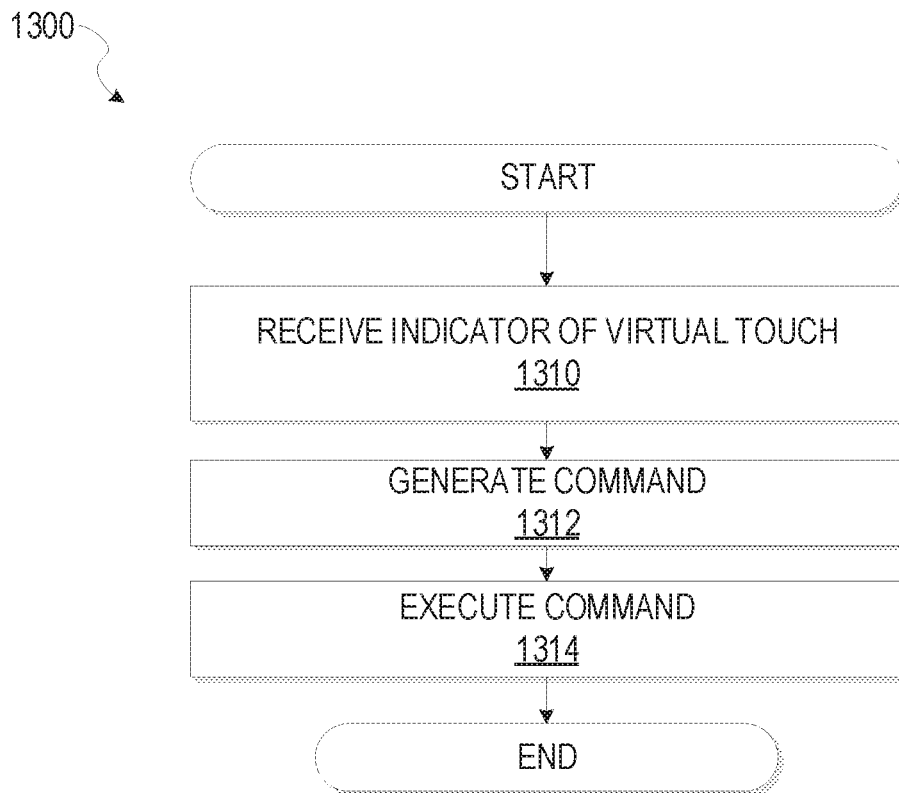 1300
START
RECEIVE INDICATOR OF VIRTUAL TOUCH
1310
GENERATE COMMAND
1312
EXECUTE COMMAND
1314
END